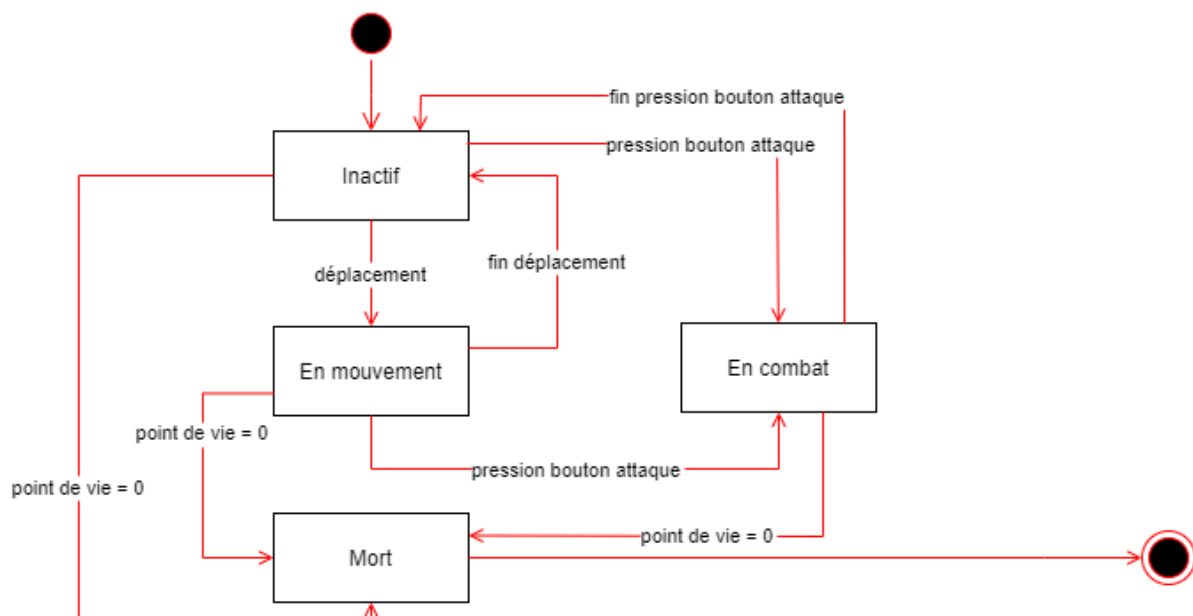 fin pression bouton attaque
pression bouton attaque
Inactif
fin déplacement
déplacement
En mouvement
En combat
point de vie = 0
pression bouton attaque
point de vie = 0
point de vie = 0
Mort